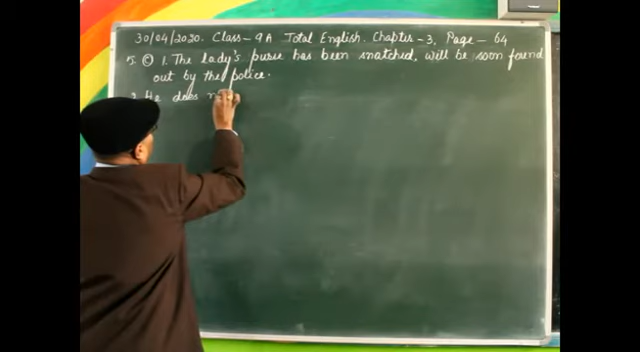 30/04/2020. Class-9A Total English. Chapter-3, Page-64
5. (C) 1. The lady's purse has been snatched, will be soon found
out by the police.
2. He does